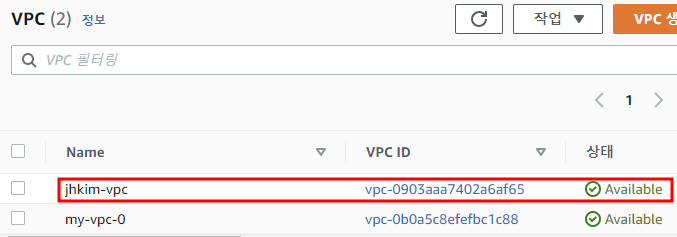 VPC (2) 정보
작업
VPC 생
VPC 필터링
1
Name VPC ID 상태
jhkim-vpc vpc-0903aaa7402a6af65 Available
my-vpc-0 vpc-0b0a5c8efefbc1c88 Available